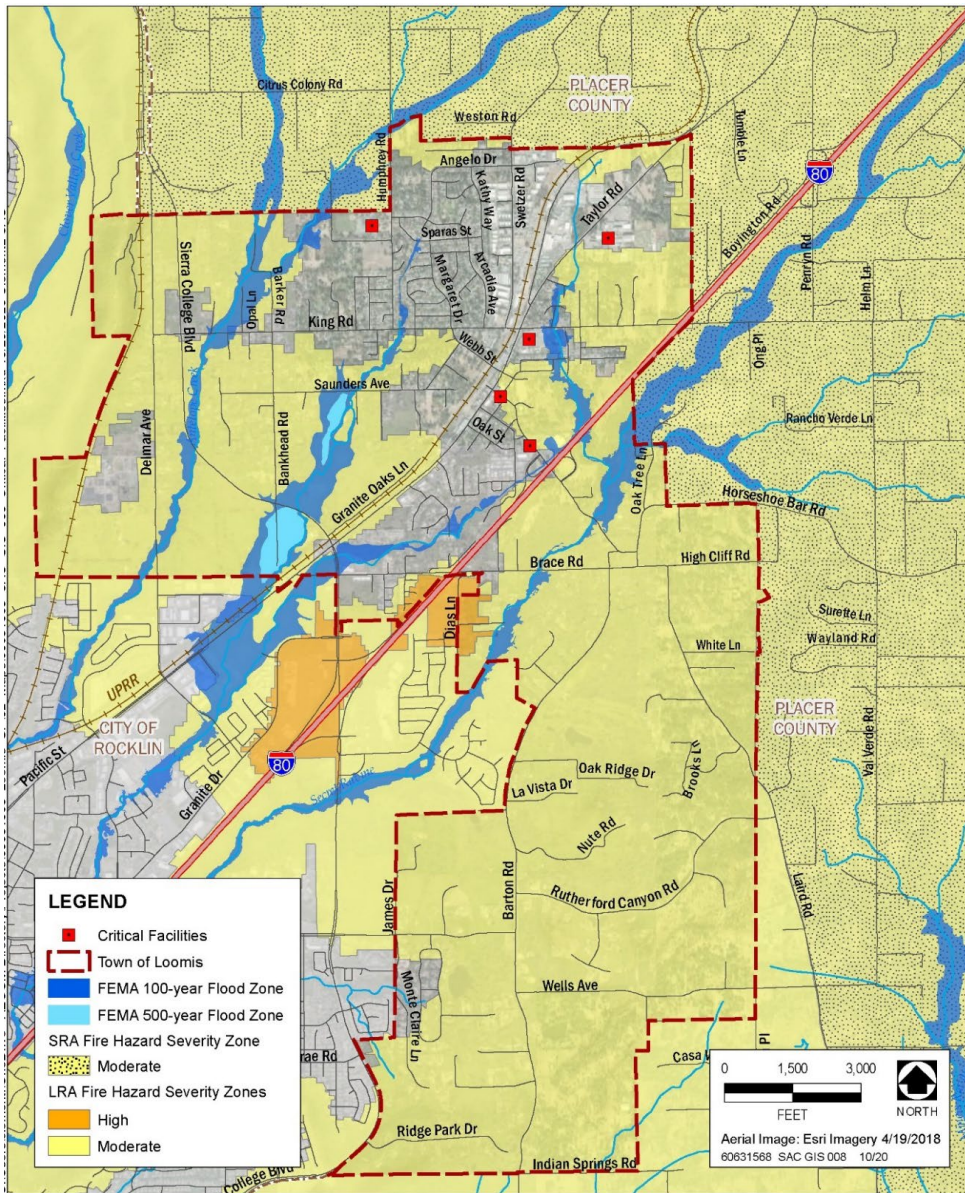 Citrus Colony Rd
PLACER
COUNTY
Weston Rd
Humphrey Rd
Angelo Dr
Kathy Way
Swetzer Rd
Tumble Ln
80
Taylor Rd
Boyington Rd
Sparas St
Sierra College Blvd
Opal Ln
Barker Rd
Margaret Dr
Arcadia Ave
Penryn Rd
Helm Ln
King Rd
Webb St
Ong Pl
Saunders Ave
Delmar Ave
Bankhead Rd
Oak St
Rancho Verde Ln
Granite Oaks Ln
Oak Tree Ln
Horseshoe Bar Rd
Brace Rd
High Cliff Rd
Dias Ln
Surette Ln
Wayland Rd
White Ln
UPRR
CITY OF
ROCKLIN
PLACER
COUNTY
Val Verde Rd
Pacific St
Granite Dr
80
Oak Ridge Dr
Brooks Ln
La Vista Dr
Nute Rd
Rutherford Canyon Rd
James Dr
Barton Rd
Laird Rd
Wells Ave
Monte Claire Ln
rae Rd
Casa
Pl
Ridge Park Dr
College Blvd
Indian Springs Rd
LEGEND
Critical Facilities
Town of Loomis
FEMA 100-year Flood Zone
FEMA 500-year Flood Zone
SRA Fire Hazard Severity Zone
Moderate
LRA Fire Hazard Severity Zones
High
Moderate
0 1,500 3,000
FEET
NORTH
Aerial Image: Esri Imagery 4/19/2018
60631568 SAC GIS 008 10/20